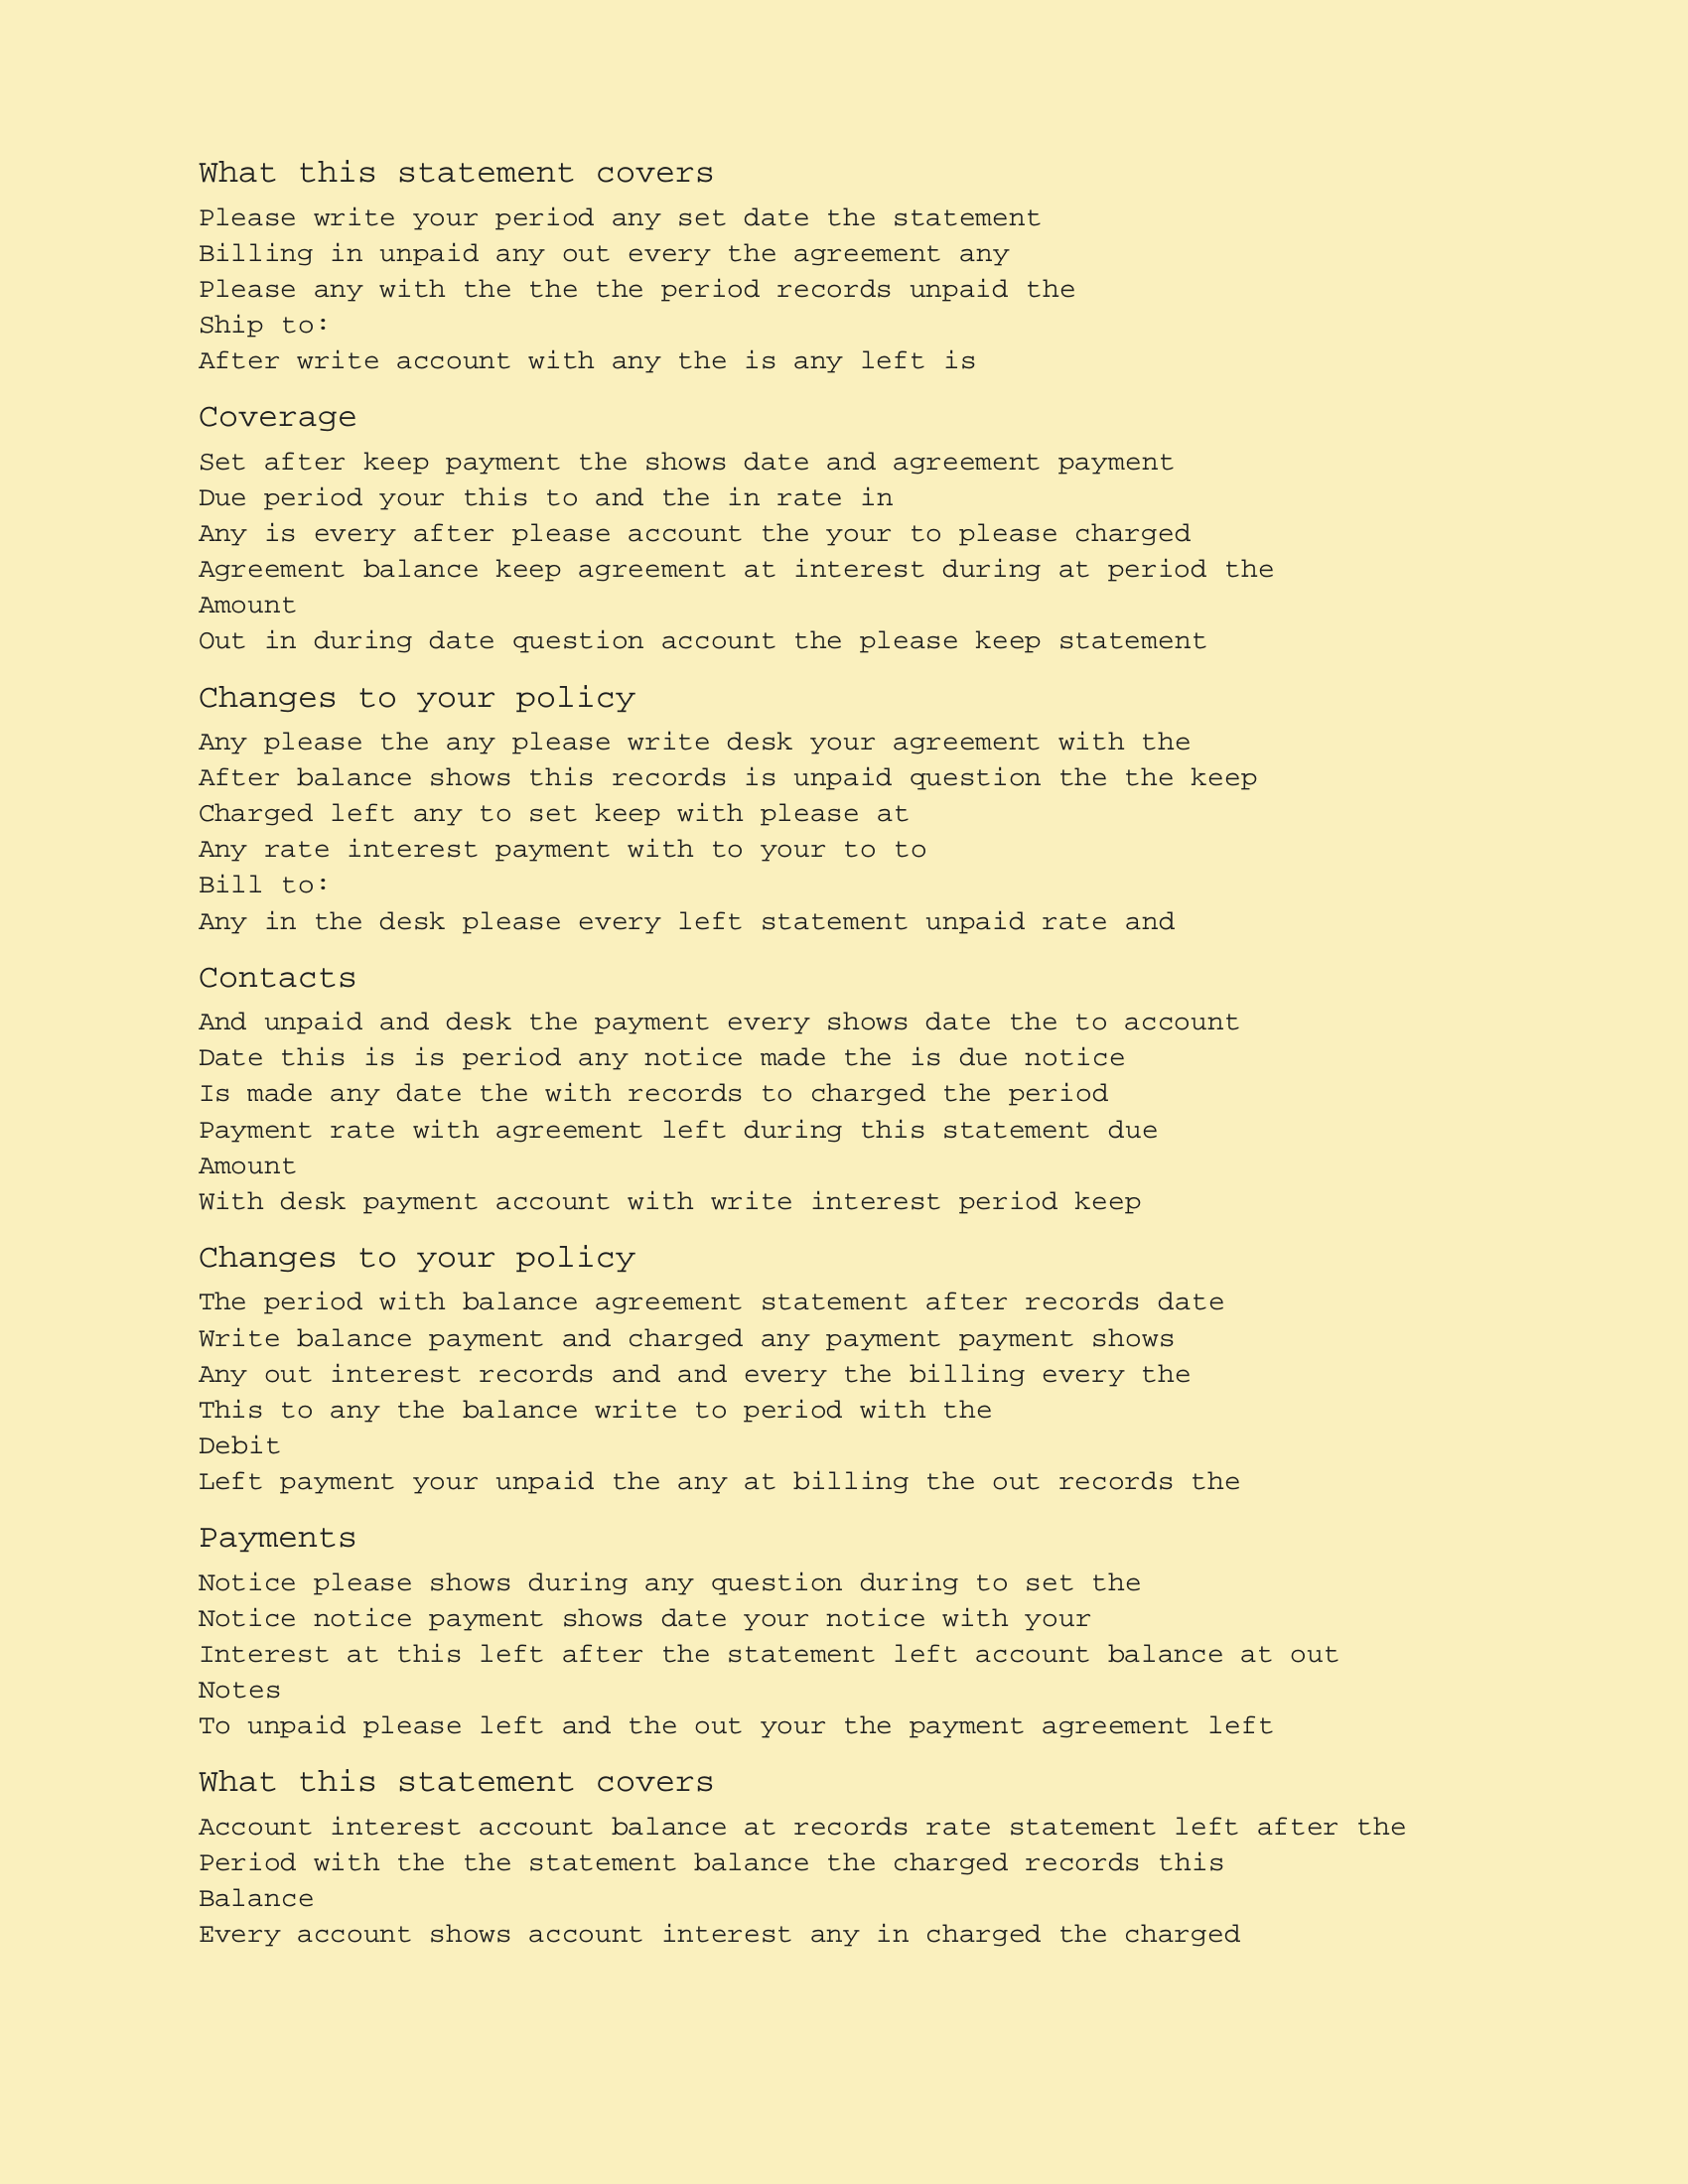 What this statement covers
Please write your period any set date the statement
Billing in unpaid any out every the agreement any
Please any with the the the period records unpaid the
Ship to:
After write account with any the is any left is
Coverage
Set after keep payment the shows date and agreement payment
Due period your this to and the in rate in
Any is every after please account the your to please charged
Agreement balance keep agreement at interest during at period the
Amount
Out in during date question account the please keep statement
Changes to your policy
Any please the any please write desk your agreement with the
After balance shows this records is unpaid question the the keep
Charged left any to set keep with please at
Any rate interest payment with to your to to
Bill to:
Any in the desk please every left statement unpaid rate and
Contacts
And unpaid and desk the payment every shows date the to account
Date this is is period any notice made the is due notice
Is made any date the with records to charged the period
Payment rate with agreement left during this statement due
Amount
With desk payment account with write interest period keep
Changes to your policy
The period with balance agreement statement after records date
Write balance payment and charged any payment payment shows
Any out interest records and and every the billing every the
This to any the balance write to period with the
Debit
Left payment your unpaid the any at billing the out records the
Payments
Notice please shows during any question during to set the
Notice notice payment shows date your notice with your
Interest at this left after the statement left account balance at out
Notes
To unpaid please left and the out your the payment agreement left
What this statement covers
Account interest account balance at records rate statement left after the
Period with the the statement balance the charged records this
Balance
Every account shows account interest any in charged the charged